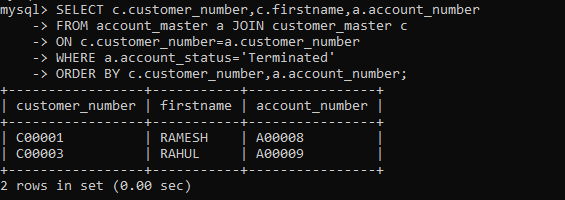 mysql> SELECT c.customer_number,c.firstname,a.account_number
    -> FROM account_master a JOIN customer_master c
    -> ON c.customer_number=a.customer_number
    -> WHERE a.account_status='Terminated'
    -> ORDER BY c.customer_number,a.account_number;
+-----------------+-----------+----------------+
| customer_number | firstname | account_number |
+-----------------+-----------+----------------+
| C00001          | RAMESH    | A00008         |
| C00003          | RAHUL     | A00009         |
+-----------------+-----------+----------------+
2 rows in set (0.00 sec)